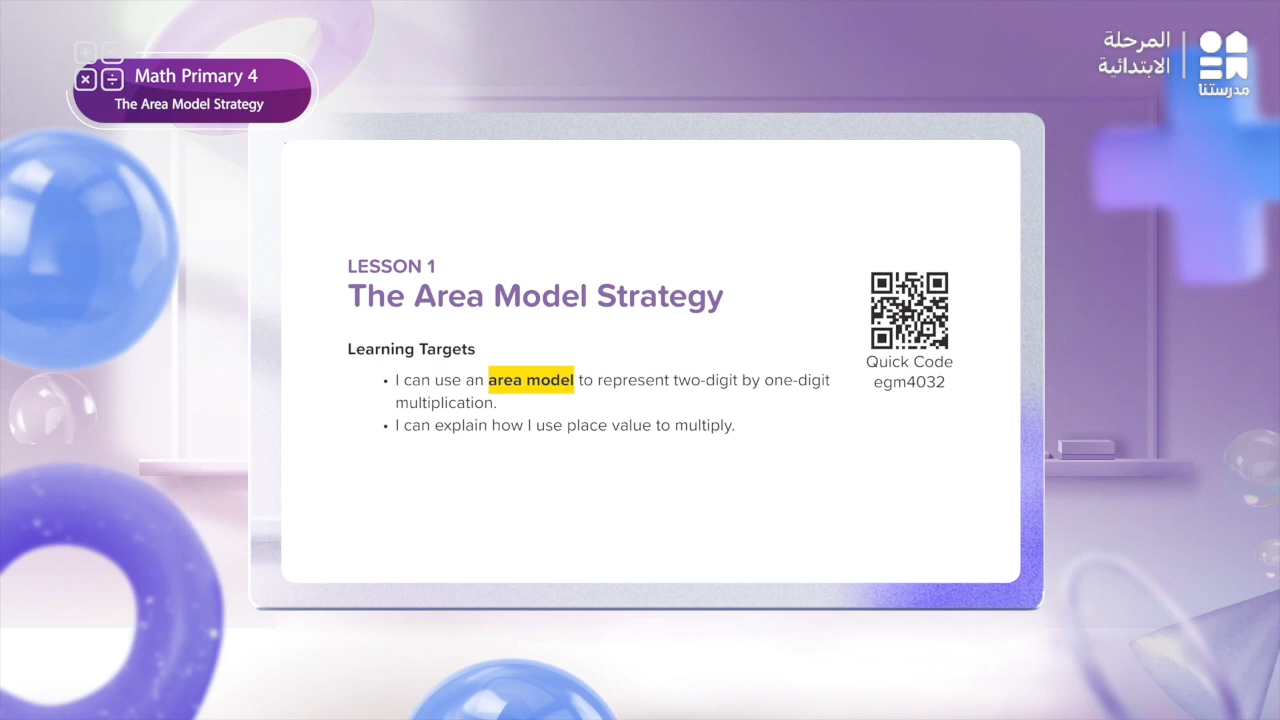 Math Primary 4
The Area Model Strategy
المرحلة
الابتدائية
مدرستنا
LESSON 1
The Area Model Strategy
Learning Targets
• I can use an area model to represent two-digit by one-digit
multiplication.
• I can explain how I use place value to multiply.
Quick Code
egm4032